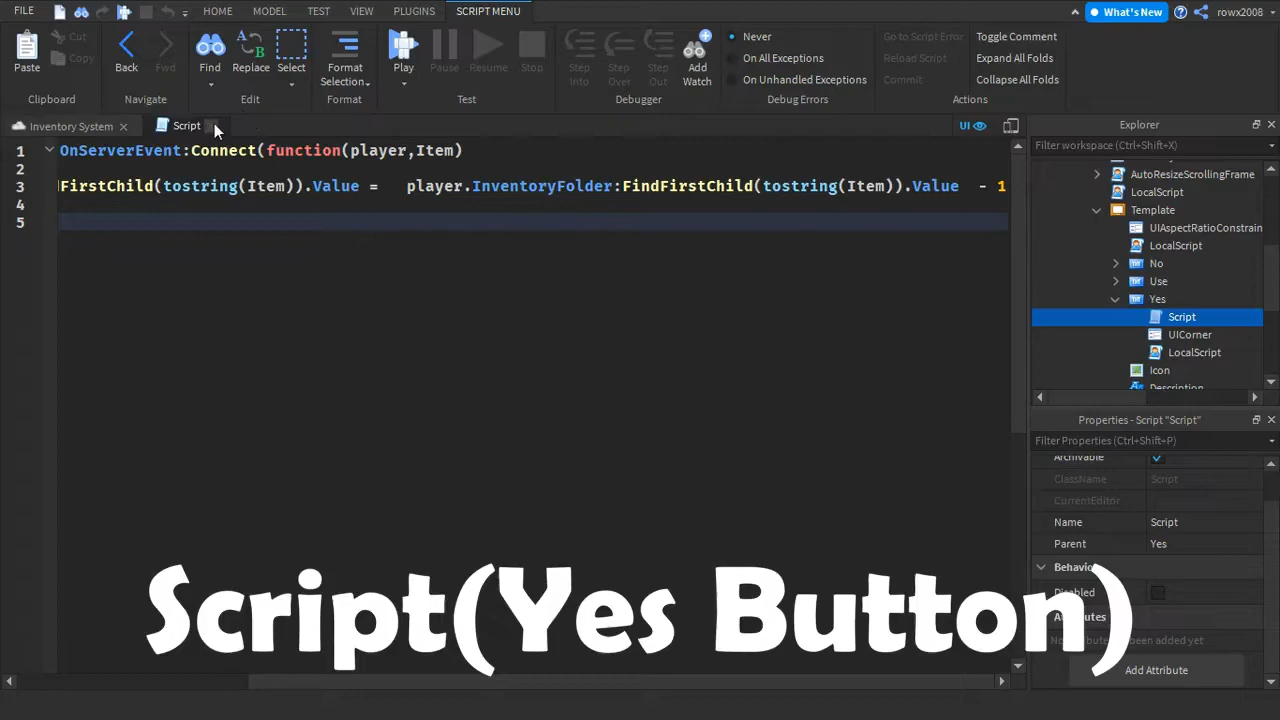 FILE HOME MODEL TEST VIEW PLUGINS SCRIPT MENU What's New rowx2008
Paste Cut Copy Clipboard
Back Fwd Navigate
Find Replace Select Edit
Format Selection Format
Play Pause Resume Stop Test
Step Into Step Over Step Out Add Watch Debugger
Never
On All Exceptions
On Unhandled Exceptions
Debug Errors
Go to Script Error
Reload Script
Commit
Toggle Comment
Expand All Folds
Collapse All Folds
Actions
Inventory System Script UI
1 OnServerEvent:Connect(function(player,Item)
2
3 FirstChild(tostring(Item)).Value = player.InventoryFolder:FindFirstChild(tostring(Item)).Value - 1
4
5
Explorer
Filter workspace (Ctrl+Shift+X)
AutoResizeScrollingFrame
LocalScript
Template
UIAspectRatioConstrain
LocalScript
No
Use
Yes
Script
UICorner
LocalScript
Icon
Description
Properties - Script "Script"
Filter Properties (Ctrl+Shift+P)
Archivable
ClassName Script
CurrentEditor
Name Script
Parent Yes
Behavio
Disabled
Attributes
Add Attribute
Script(Yes Button)